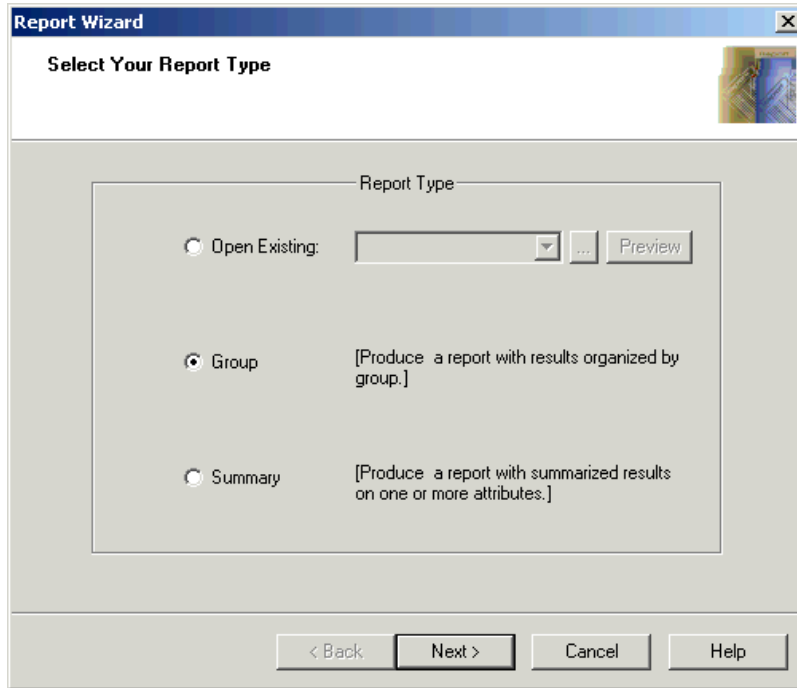 Report Wizard
Select Your Report Type
Report Type
Open Existing:
...
Preview
Group
[Produce  a report with results organized by
group.]
Summary
[Produce  a report with summarized results
on one or more attributes.]
< Back
Next >
Cancel
Help